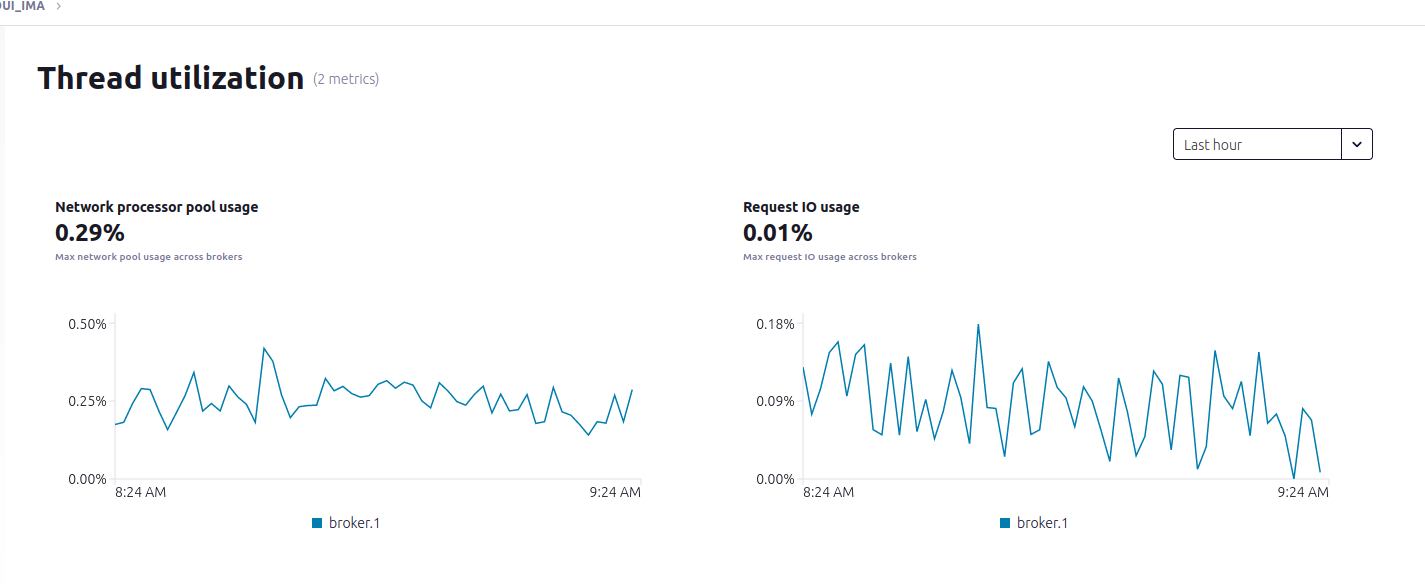 OUI_IMA >
Thread utilization (2 metrics)
Last hour
Network processor pool usage
0.29%
Max network pool usage across brokers
0.50%
0.25%
0.00%
8:24 AM 9:24 AM
broker.1
Request IO usage
0.01%
Max request IO usage across brokers
0.18%
0.09%
0.00%
8:24 AM 9:24 AM
broker.1